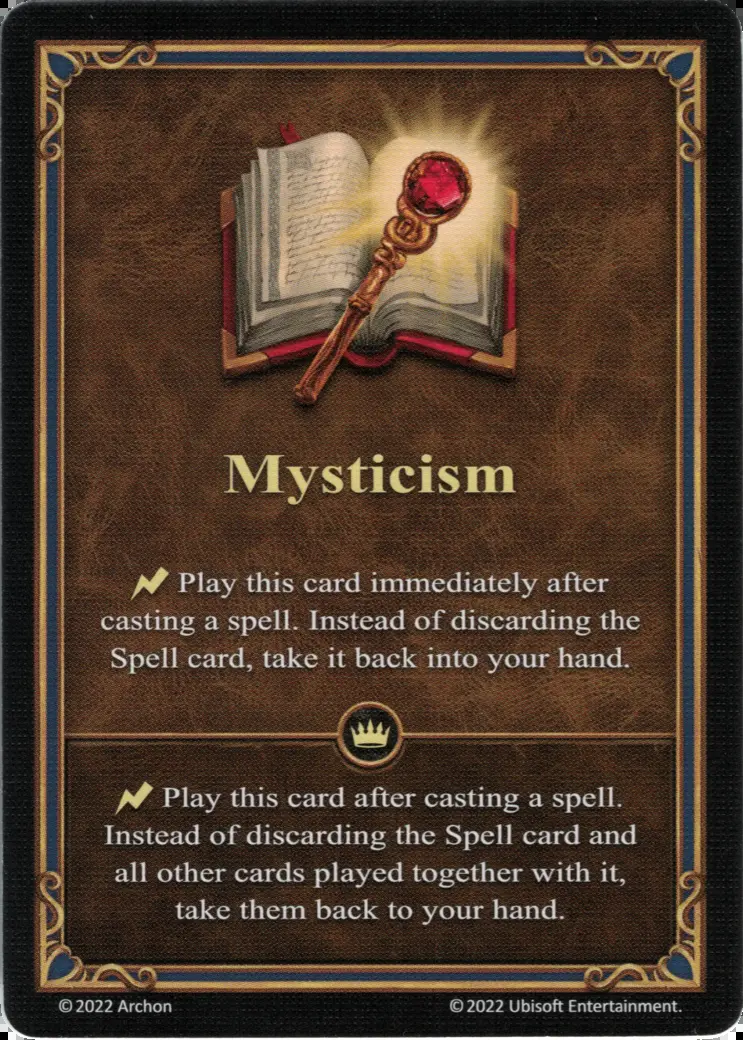 Mysticism
Play this card immediately after
casting a spell. Instead of discarding the
Spell card, take it back into your hand.
Play this card after casting a spell.
Instead of discarding the Spell card and
all other cards played together with it,
take them back to your hand.
© 2022 Archon
© 2022 Ubisoft Entertainment.